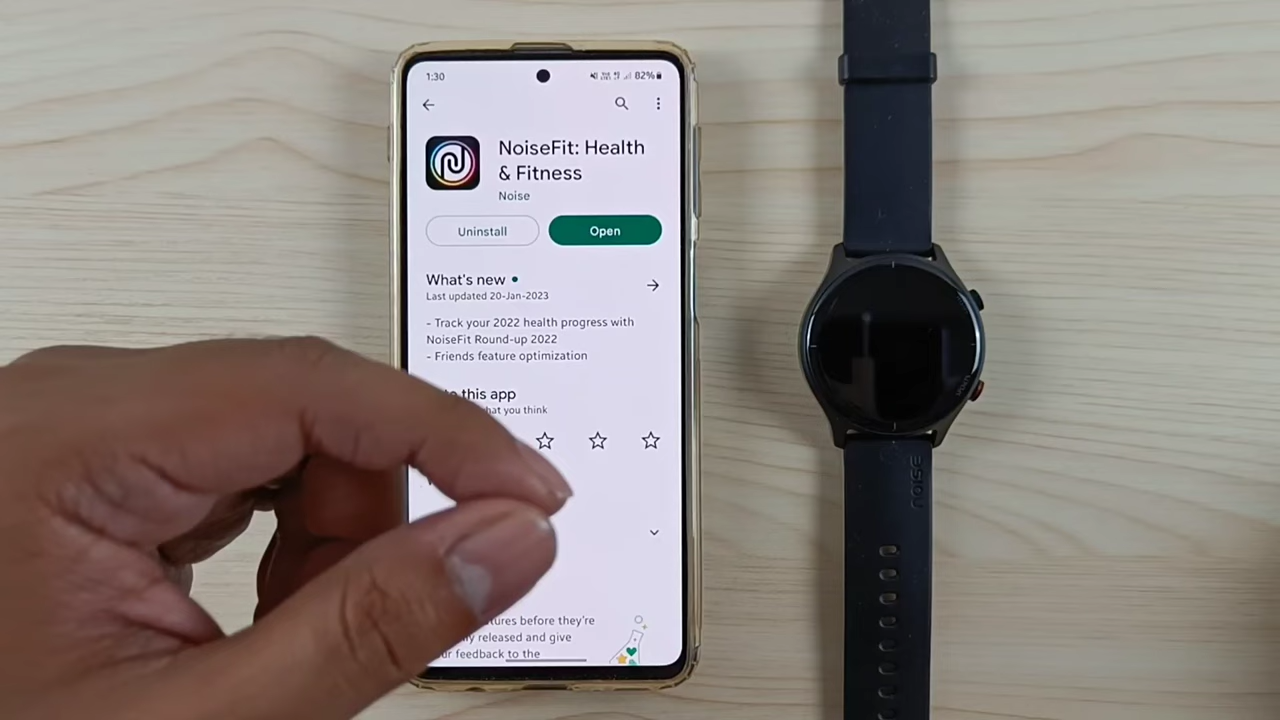 1:30
82%
NoiseFit: Health
& Fitness
Noise
Uninstall
Open
What's new
Last updated 20-Jan-2023
- Track your 2022 health progress with
NoiseFit Round-up 2022
- Friends feature optimization
this app
what you think
before they're
released and give
feedback to the
noise